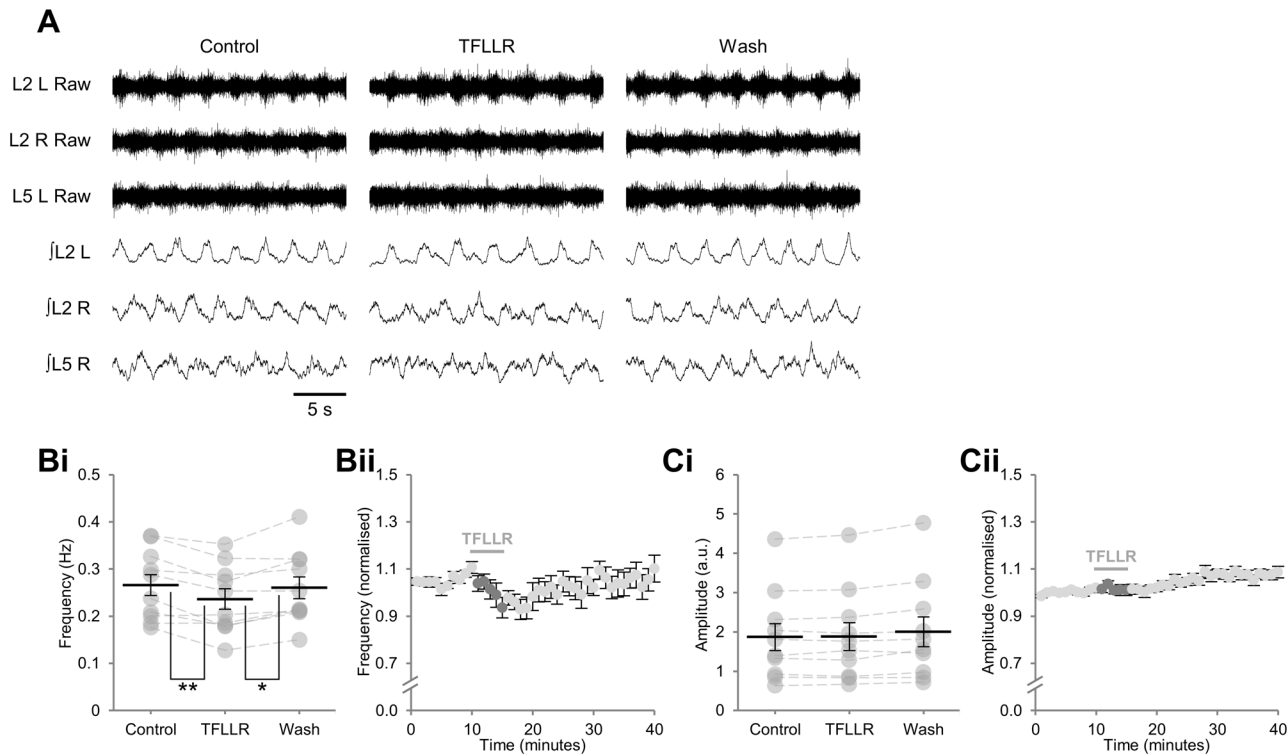 A
Control TFLLR Wash
L2 L Raw
L2 R Raw
L5 L Raw
∫L2 L
∫L2 R
∫L5 R
5 s
Bi
Frequency (Hz)
0.5
0.4
0.3
0.2
0.1
0
** *
Control TFLLR Wash
Bii
Frequency (normalised)
1.5
1.3
1.1
0.9
0.7
0.0
TFLLR
0 10 20 30 40
Time (minutes)
Ci
Amplitude (a.u.)
6
5
4
3
2
1
0
Control TFLLR Wash
Cii
Amplitude (normalised)
1.5
1.3
1.1
0.9
0.7
0.0
TFLLR
0 10 20 30 40
Time (minutes)